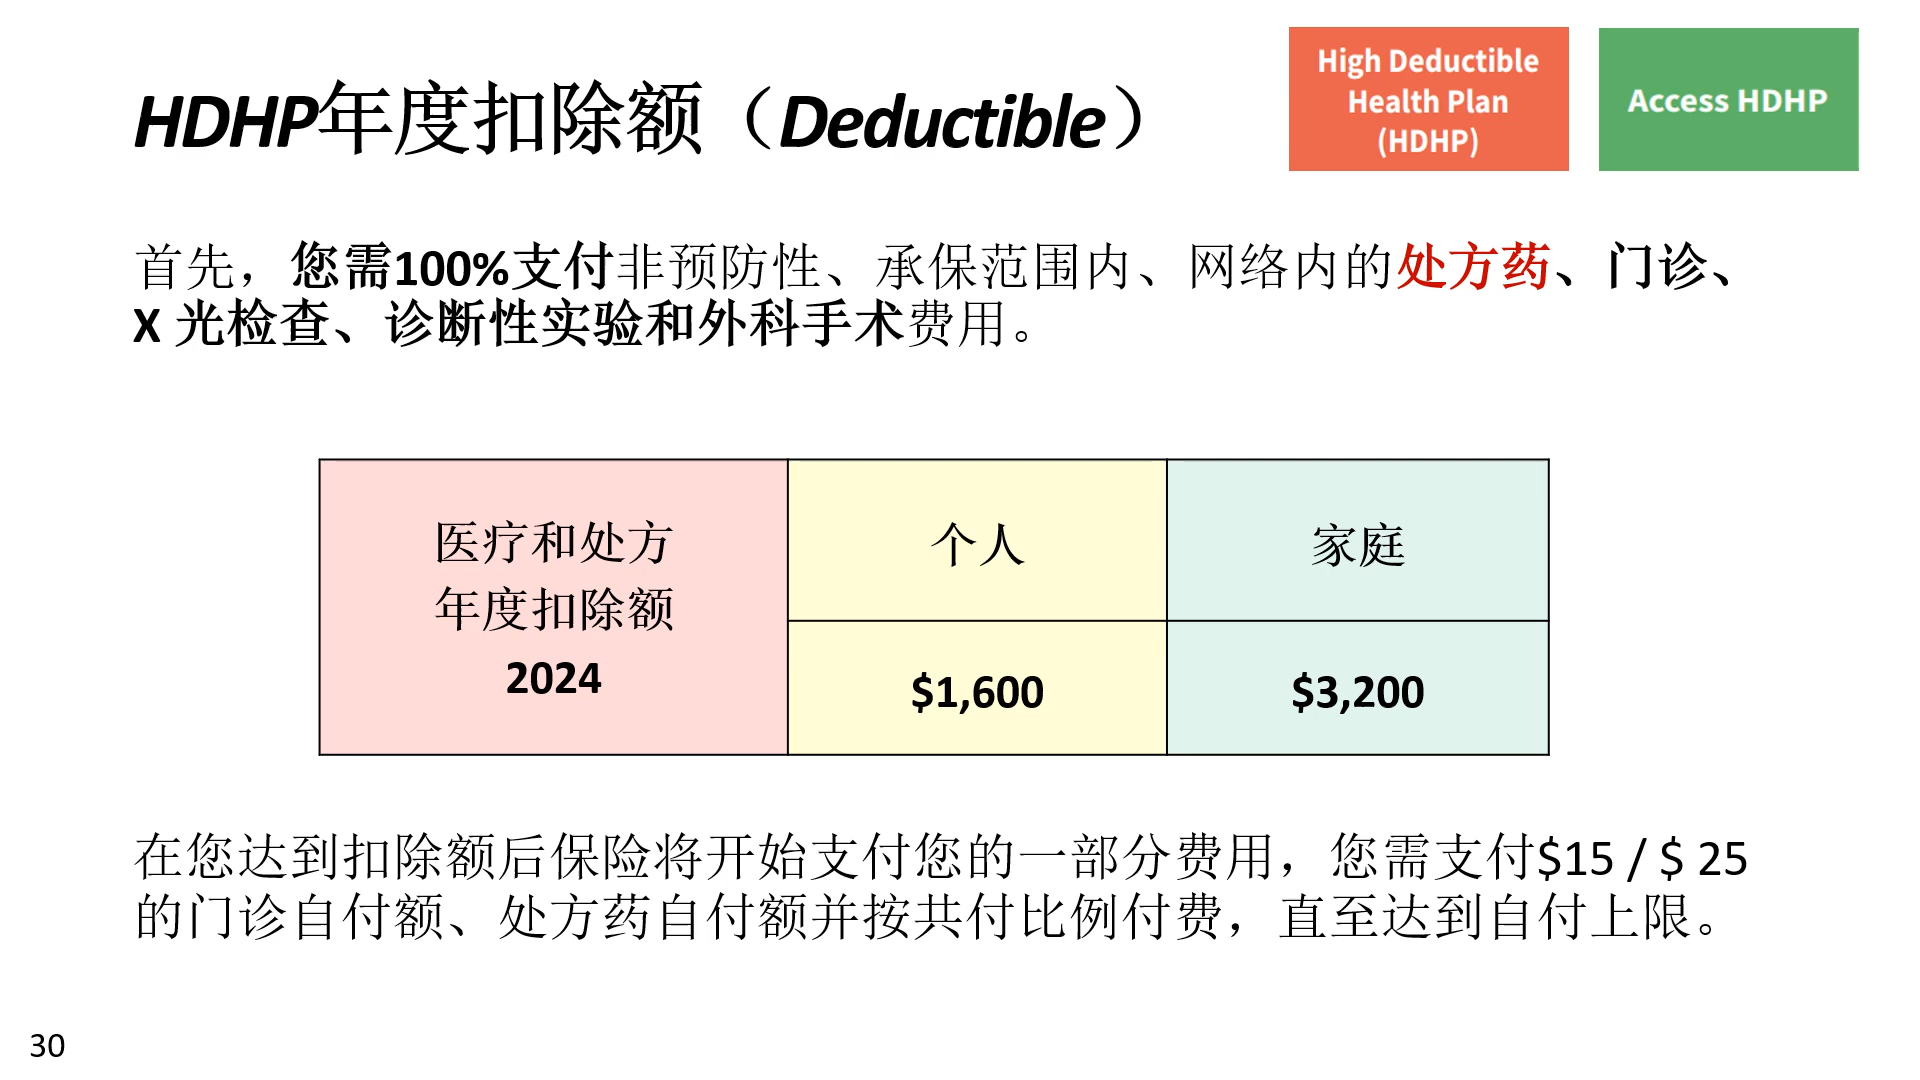 HDHP年度扣除额（Deductible）
High Deductible
Health Plan
(HDHP)
Access HDHP
首先，您需100%支付非预防性、承保范围内、网络内的处方药、门诊、
X 光检查、诊断性实验和外科手术费用。
医疗和处方
年度扣除额
2024
个人
家庭
$1,600
$3,200
在您达到扣除额后保险将开始支付您的一部分费用，您需支付$15 / $ 25
的门诊自付额、处方药自付额并按共付比例付费，直至达到自付上限。
30